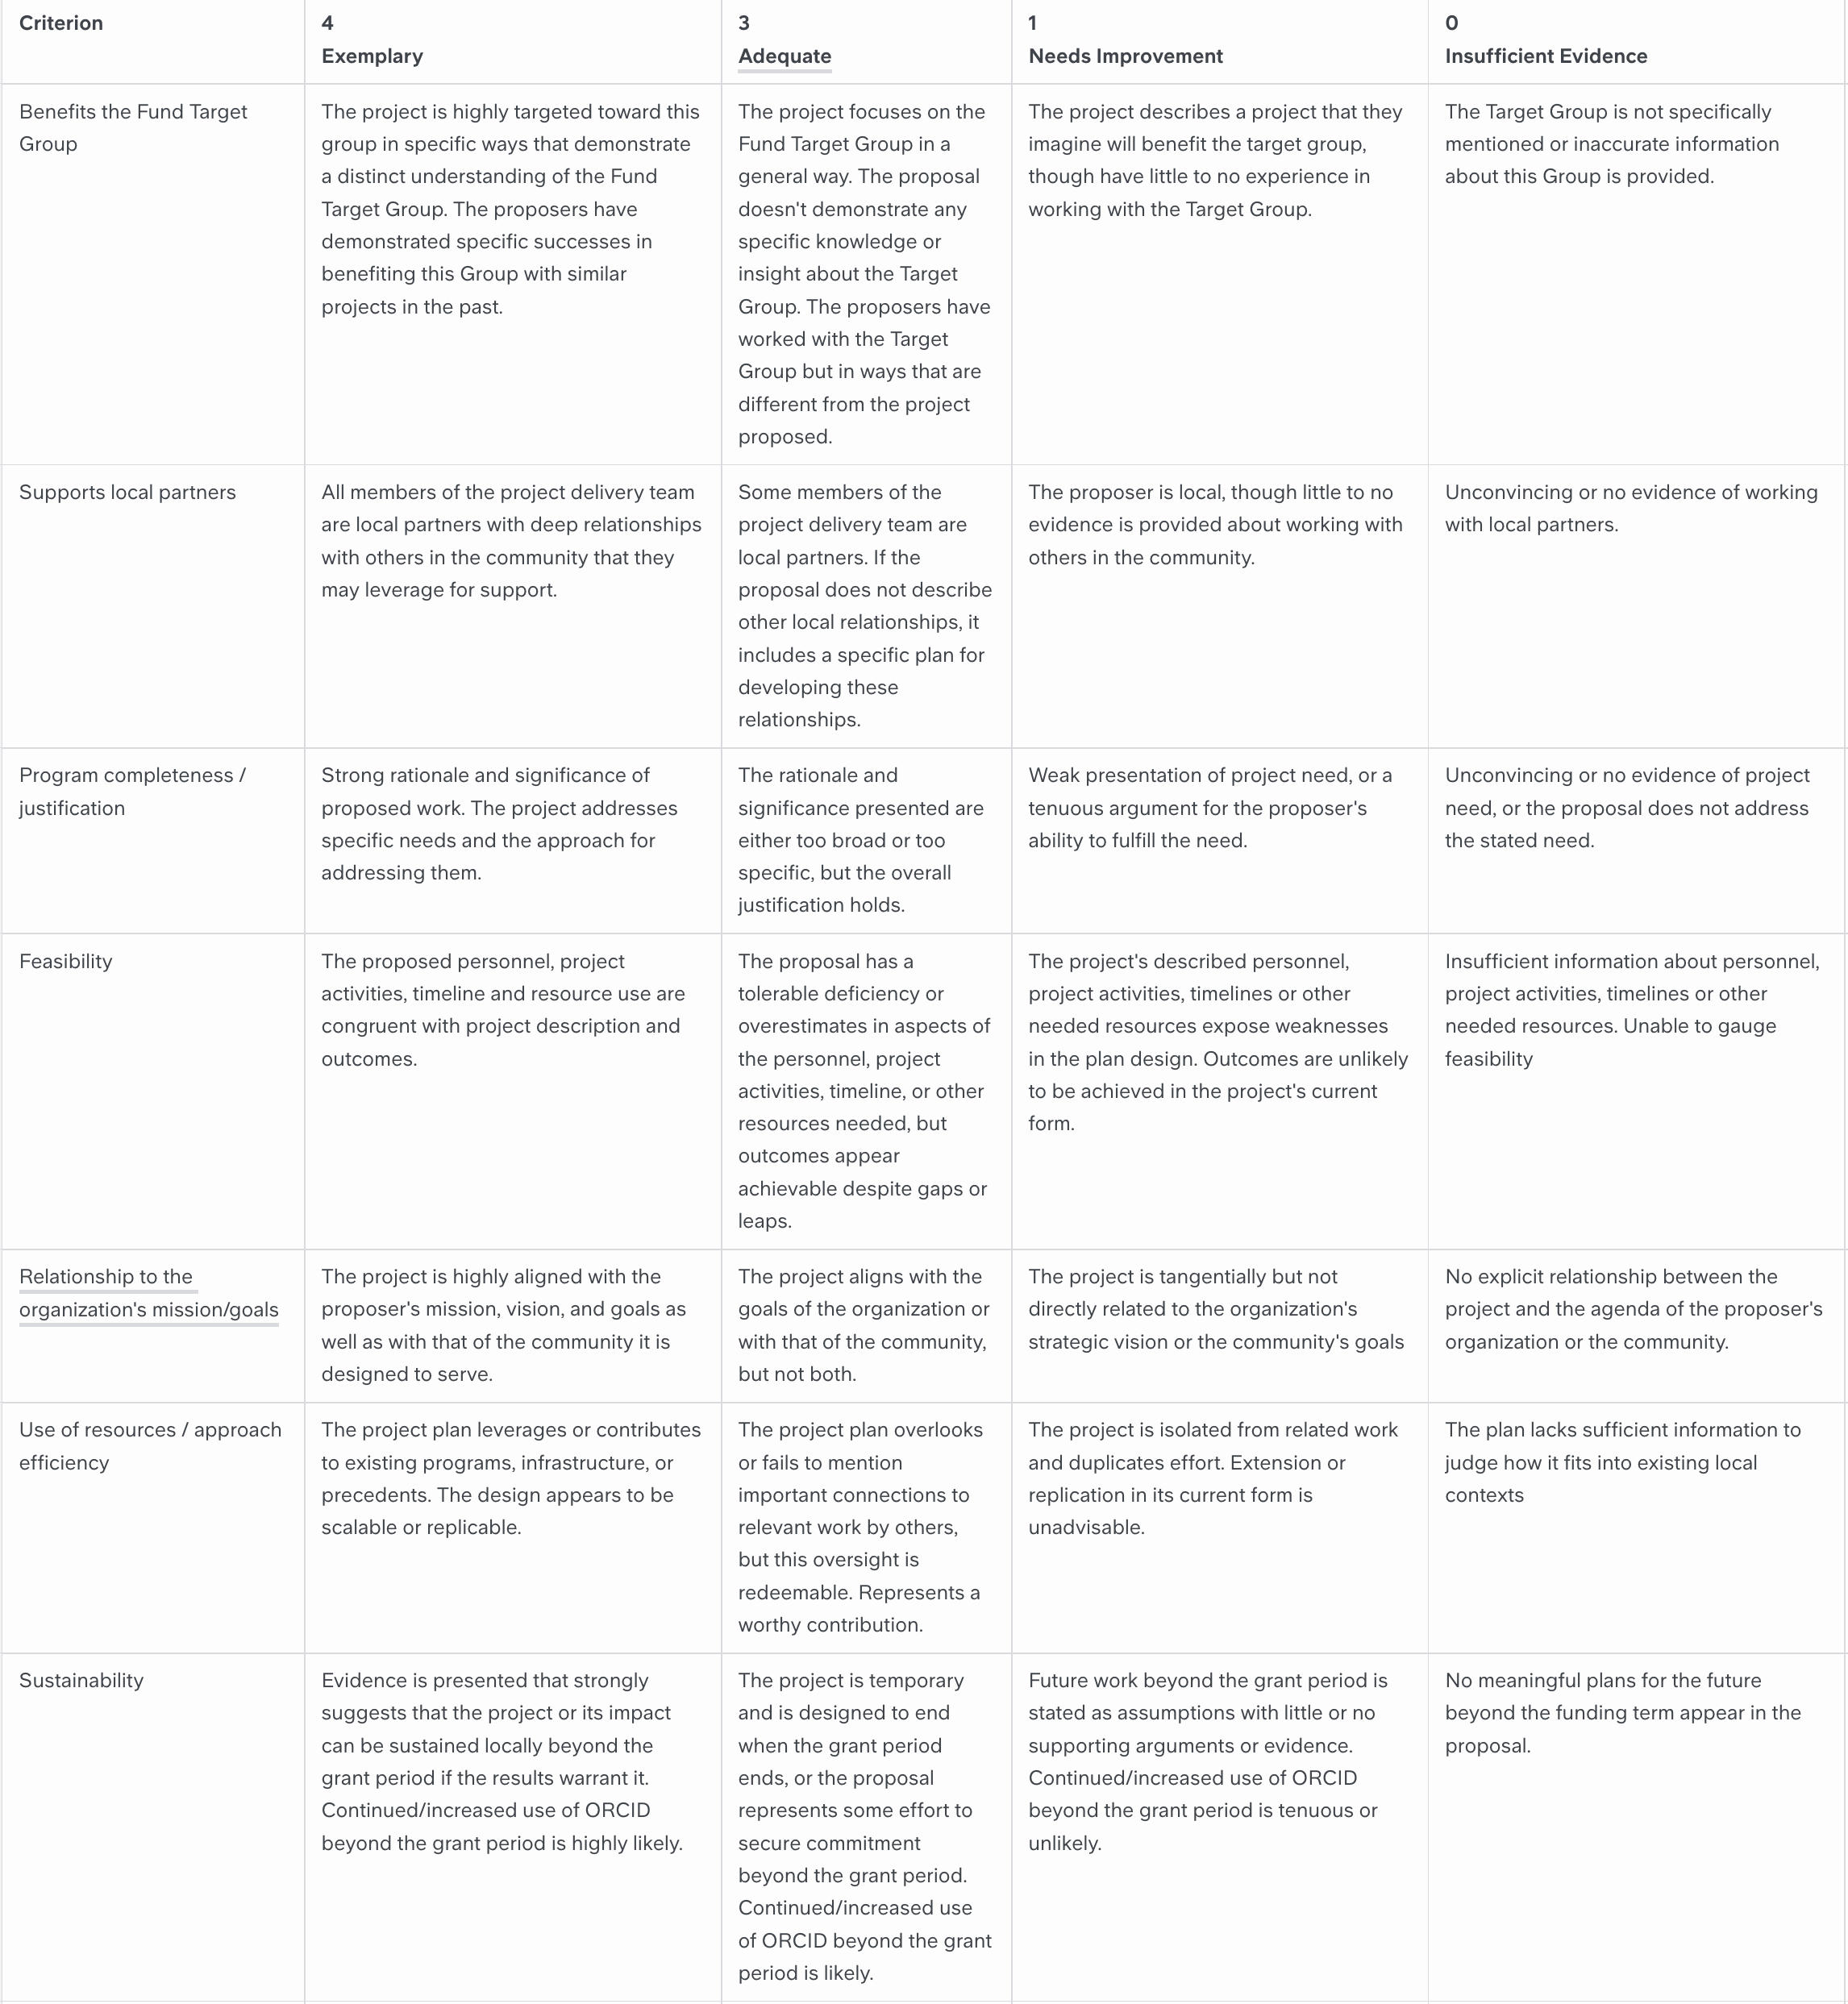 Criterion
4
Exemplary
3
Adequate
1
Needs Improvement
0
Insufficient Evidence
Benefits the Fund Target
Group
The project is highly targeted toward this
group in specific ways that demonstrate
a distinct understanding of the Fund
Target Group. The proposers have
demonstrated specific successes in
benefiting this Group with similar
projects in the past.
The project focuses on the
Fund Target Group in a
general way. The proposal
doesn't demonstrate any
specific knowledge or
insight about the Target
Group. The proposers have
worked with the Target
Group but in ways that are
different from the project
proposed.
The project describes a project that they
imagine will benefit the target group,
though have little to no experience in
working with the Target Group.
The Target Group is not specifically
mentioned or inaccurate information
about this Group is provided.
Supports local partners
All members of the project delivery team
are local partners with deep relationships
with others in the community that they
may leverage for support.
Some members of the
project delivery team are
local partners. If the
proposal does not describe
other local relationships, it
includes a specific plan for
developing these
relationships.
The proposer is local, though little to no
evidence is provided about working with
others in the community.
Unconvincing or no evidence of working
with local partners.
Program completeness /
justification
Strong rationale and significance of
proposed work. The project addresses
specific needs and the approach for
addressing them.
The rationale and
significance presented are
either too broad or too
specific, but the overall
justification holds.
Weak presentation of project need, or a
tenuous argument for the proposer's
ability to fulfill the need.
Unconvincing or no evidence of project
need, or the proposal does not address
the stated need.
Feasibility
The proposed personnel, project
activities, timeline and resource use are
congruent with project description and
outcomes.
The proposal has a
tolerable deficiency or
overestimates in aspects of
the personnel, project
activities, timeline, or other
resources needed, but
outcomes appear
achievable despite gaps or
leaps.
The project's described personnel,
project activities, timelines or other
needed resources expose weaknesses
in the plan design. Outcomes are unlikely
to be achieved in the project's current
form.
Insufficient information about personnel,
project activities, timelines or other
needed resources. Unable to gauge
feasibility
Relationship to the
organization's mission/goals
The project is highly aligned with the
proposer's mission, vision, and goals as
well as with that of the community it is
designed to serve.
The project aligns with the
goals of the organization or
with that of the community,
but not both.
The project is tangentially but not
directly related to the organization's
strategic vision or the community's goals
No explicit relationship between the
project and the agenda of the proposer's
organization or the community.
Use of resources / approach
efficiency
The project plan leverages or contributes
to existing programs, infrastructure, or
precedents. The design appears to be
scalable or replicable.
The project plan overlooks
or fails to mention
important connections to
relevant work by others,
but this oversight is
redeemable. Represents a
worthy contribution.
The project is isolated from related work
and duplicates effort. Extension or
replication in its current form is
unadvisable.
The plan lacks sufficient information to
judge how it fits into existing local
contexts
Sustainability
Evidence is presented that strongly
suggests that the project or its impact
can be sustained locally beyond the
grant period if the results warrant it.
Continued/increased use of ORCID
beyond the grant period is highly likely.
The project is temporary
and is designed to end
when the grant period
ends, or the proposal
represents some effort to
secure commitment
beyond the grant period.
Continued/increased use
of ORCID beyond the grant
period is likely.
Future work beyond the grant period is
stated as assumptions with little or no
supporting arguments or evidence.
Continued/increased use of ORCID
beyond the grant period is tenuous or
unlikely.
No meaningful plans for the future
beyond the funding term appear in the
proposal.